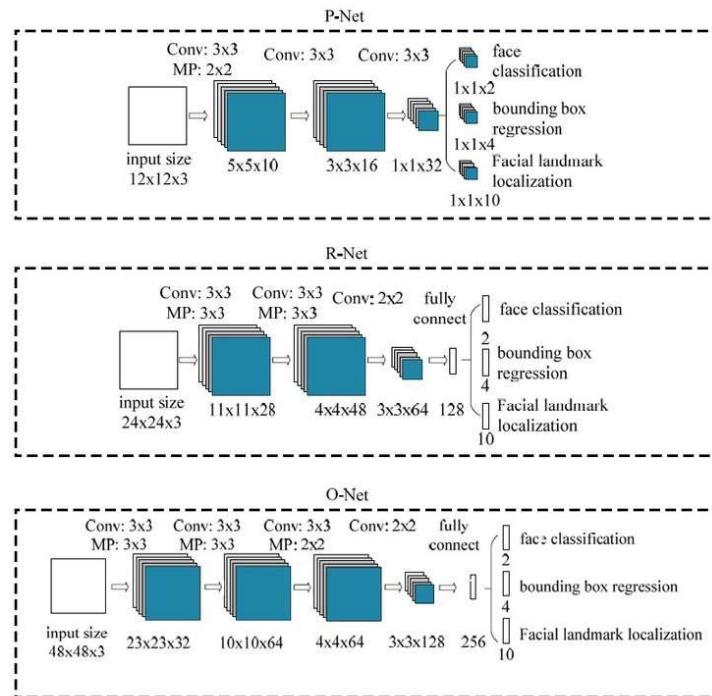 P-Net
Conv: 3x3 Conv: 3x3 Conv: 3x3
MP: 2x2
face
classification
1x1x2
bounding box
regression
1x1x4
Facial landmark
localization
1x1x10
input size
12x12x3
5x5x10
3x3x16
1x1x32
R-Net
Conv: 3x3 Conv: 3x3 Conv: 2x2 fully
MP: 3x3 MP: 3x3 connect
face classification
2
bounding box
regression
4
Facial landmark
localization
10
input size
24x24x3
11x11x28
4x4x48
3x3x64
128
O-Net
Conv: 3x3 Conv: 3x3 Conv: 3x3 Conv: 2x2 fully
MP: 3x3 MP: 3x3 MP: 2x2 connect
face classification
2
bounding box regression
4
Facial landmark localization
10
input size
48x48x3
23x23x32
10x10x64
4x4x64
3x3x128
256